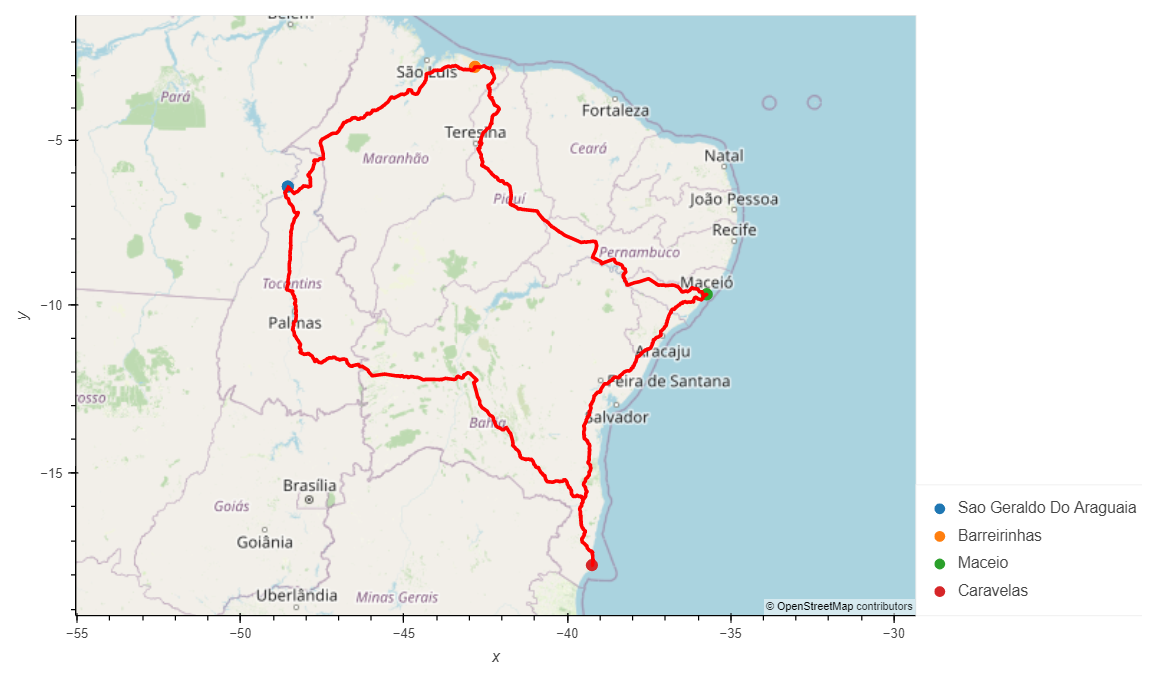 Belém
São Luís
Pará
Fortaleza
Teresina
Maranhão
Ceará
Natal
Piauí
João Pessoa
Recife
Pernambuco
Maceió
Tocantins
Palmas
Aracaju
Feira de Santana
osso
Salvador
Bahia
Brasília
Goiás
Goiânia
Uberlândia
Minas Gerais
© OpenStreetMap contributors
−5
−10
−15
y
−55
−50
−45
−40
−35
−30
x
Sao Geraldo Do Araguaia
Barreirinhas
Maceio
Caravelas